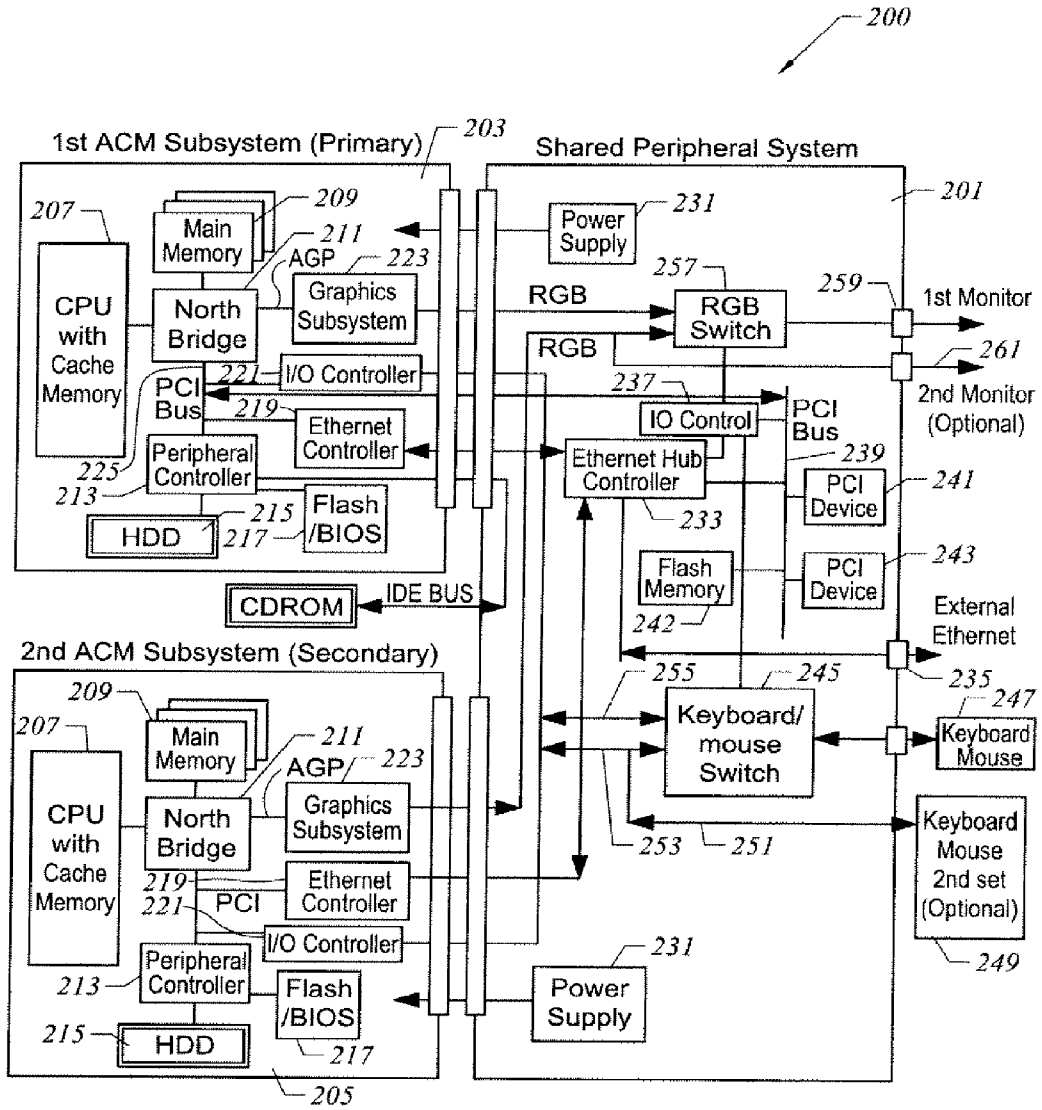 200
1st ACM Subsystem (Primary)
203
Shared Peripheral System
201
207
Main
Memory
209
211
CPU
with
Cache
Memory
North
Bridge
AGP
223
Graphics
Subsystem
221
I/O Controller
PCI
Bus
219
Ethernet
Controller
225
213
Peripheral
Controller
215
HDD
217
Flash
/BIOS
Power
Supply
231
257
RGB
RGB
Switch
259
1st Monitor
RGB
261
2nd Monitor
(Optional)
237
IO Control
PCI
Bus
239
Ethernet Hub
Controller
233
PCI
Device
241
Flash
Memory
242
PCI
Device
243
CDROM
IDE BUS
External
Ethernet
235
2nd ACM Subsystem (Secondary)
209
207
Main
Memory
211
CPU
with
Cache
Memory
North
Bridge
AGP
223
Graphics
Subsystem
219
PCI
Ethernet
Controller
221
I/O Controller
213
Peripheral
Controller
Flash
/BIOS
215
HDD
217
205
255
245
Keyboard/
mouse
Switch
247
Keyboard
Mouse
253
251
Keyboard
Mouse
2nd set
(Optional)
249
231
Power
Supply